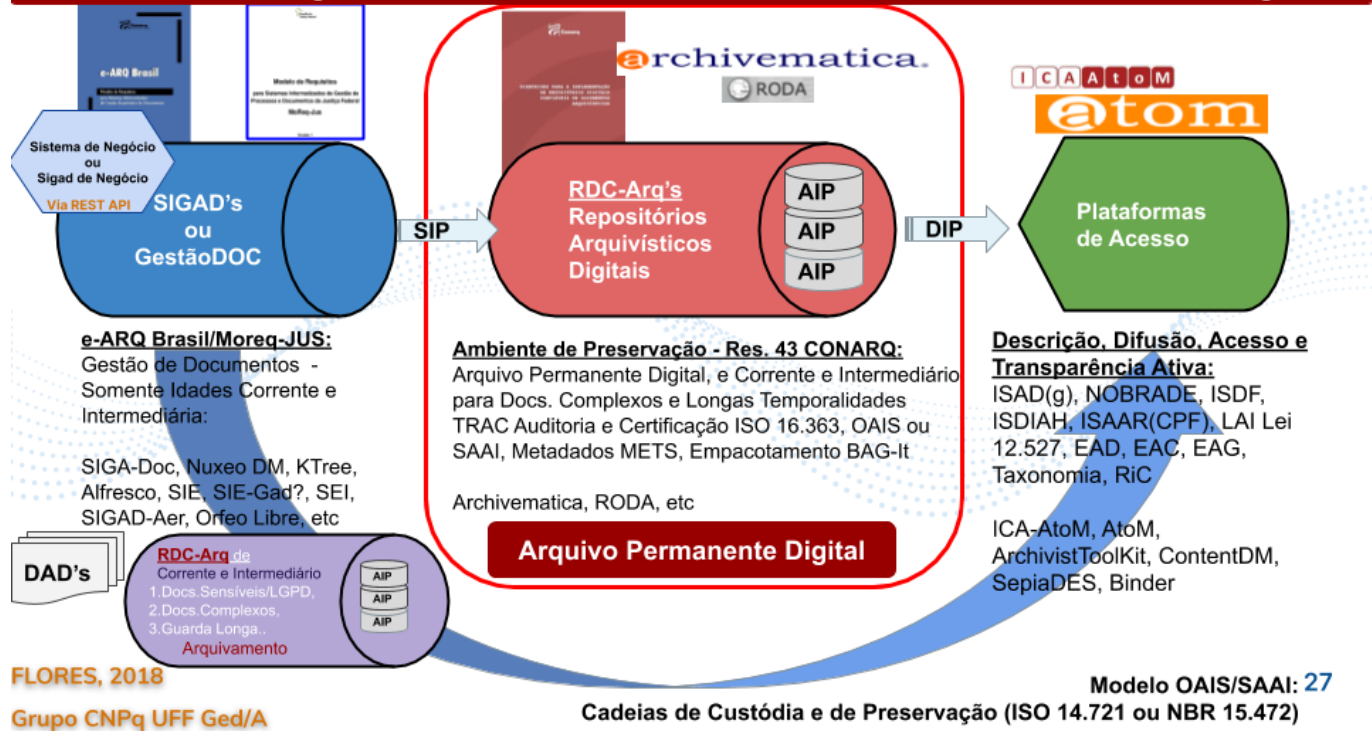 e-ARQ Brasil
Modelo de Requisitos
para Sistemas Informatizados de Gestão de
Processos e Documentos da Justiça Federal
MoReq-Jus
archivematica.
RODA
ICAAtoM
atom
Sistema de Negócio
ou
Sigad de Negócio
Via REST API
SIGAD's
ou
GestãoDOC
SIP
RDC-Arq's
Repositórios
Arquivísticos
Digitais
AIP
AIP
AIP
DIP
Plataformas
de Acesso
e-ARQ Brasil/Moreq-JUS:
Gestão de Documentos -
Somente Idades Corrente e
Intermediária:
SIGA-Doc, Nuxeo DM, KTree,
Alfresco, SIE, SIE-Gad?, SEI,
SIGAD-Aer, Orfeo Libre, etc
Ambiente de Preservação - Res. 43 CONARQ:
Arquivo Permanente Digital, e Corrente e Intermediário
para Docs. Complexos e Longas Temporalidades
TRAC Auditoria e Certificação ISO 16.363, OAIS ou
SAAI, Metadados METS, Empacotamento BAG-It
Archivematica, RODA, etc
Arquivo Permanente Digital
Descrição, Difusão, Acesso e
Transparência Ativa:
ISAD(g), NOBRADE, ISDF,
ISDIAH, ISAAR(CPF), LAI Lei
12.527, EAD, EAC, EAG,
Taxonomia, RiC
ICA-AtoM, AtoM,
ArchivistToolKit, ContentDM,
SepiaDES, Binder
DAD's
RDC-Arq de
Corrente e Intermediário
1.Docs.Sensíveis/LGPD,
2.Docs.Complexos,
3.Guarda Longa..
Arquivamento
AIP
AIP
AIP
FLORES, 2018
Grupo CNPq UFF Ged/A
Modelo OAIS/SAAI: 27
Cadeias de Custódia e de Preservação (ISO 14.721 ou NBR 15.472)